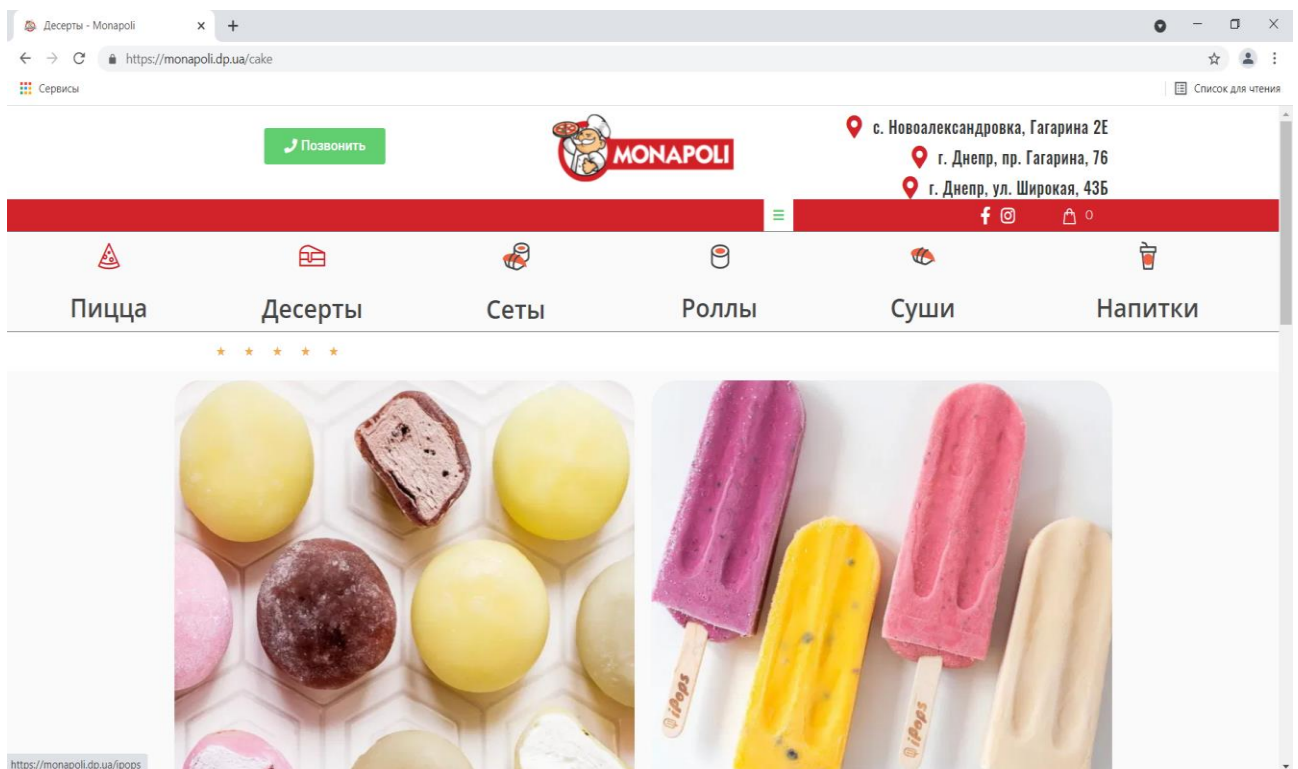 Десерты - Monapoli
https://monapoli.dp.ua/cake
Сервисы
Список для чтения
Позвонить
MONAPOLI
с. Новоалександровка, Гагарина 2Е
г. Днепр, пр. Гагарина, 76
г. Днепр, ул. Широкая, 43Б
0
Пицца
Десерты
Сеты
Роллы
Суши
Напитки
iPops
iPops
https://monapoli.dp.ua/ipops